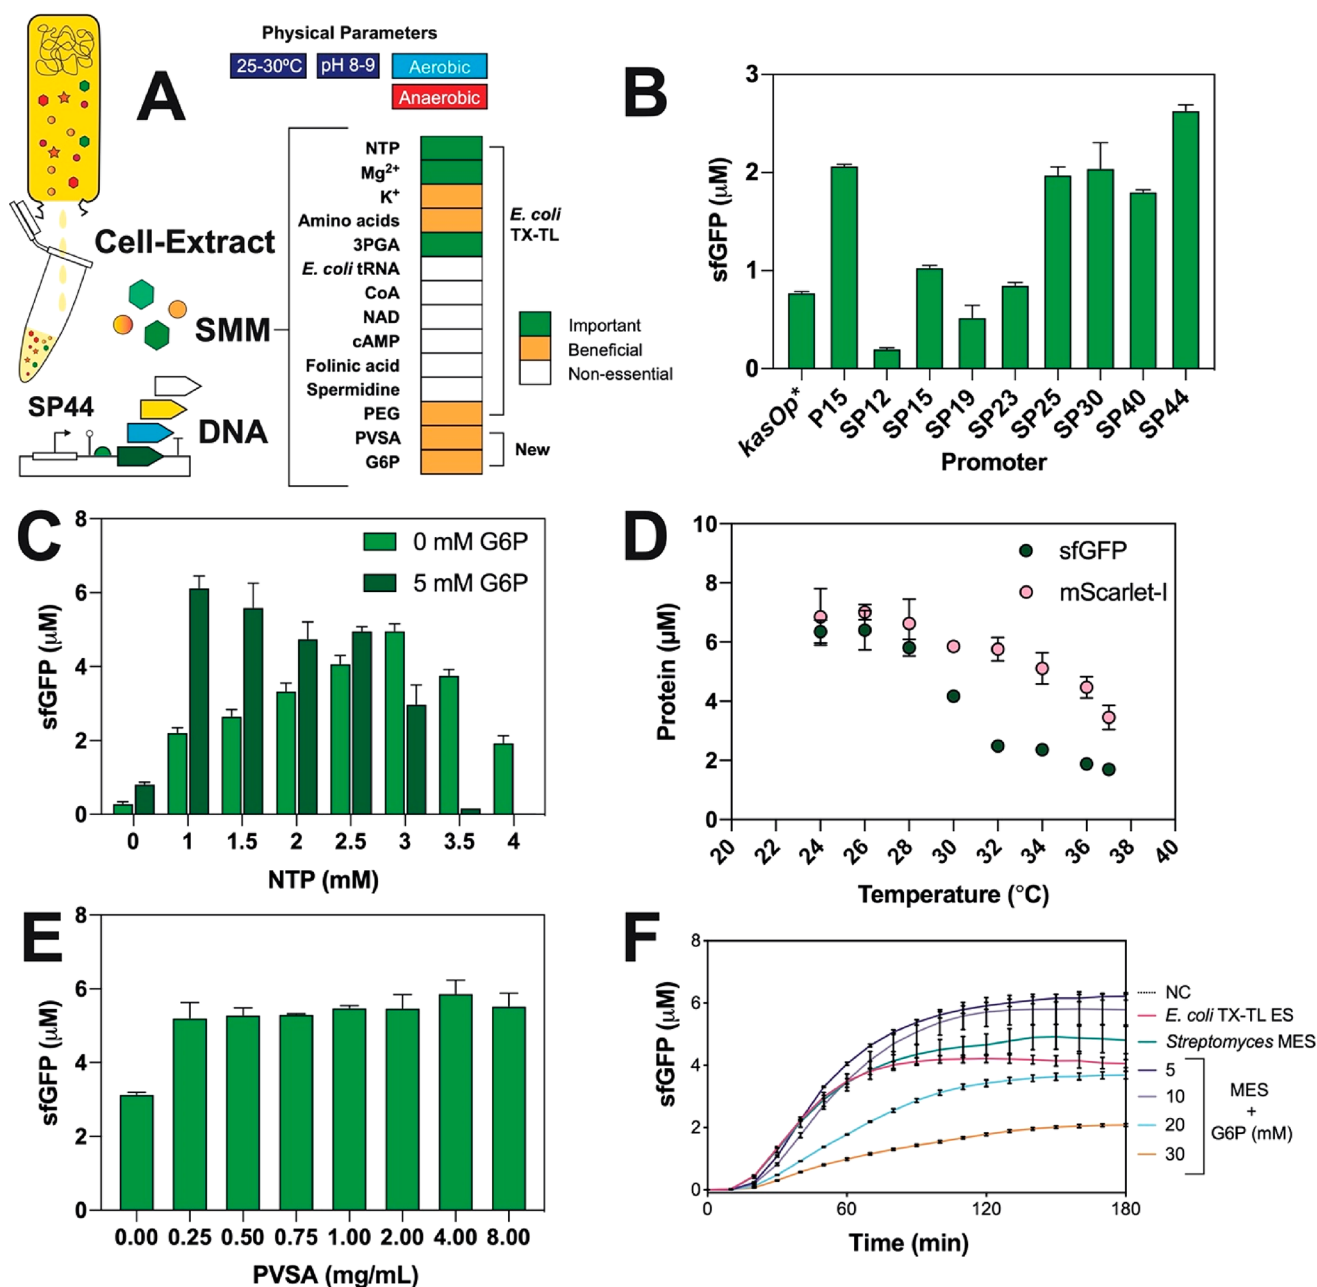 A
Physical Parameters
25-30ºC pH 8-9 Aerobic
Anaerobic
Cell-Extract
SMM
SP44
DNA
NTP
Mg2+
K+
Amino acids
3PGA
E. coli tRNA
CoA
NAD
cAMP
Folinic acid
Spermidine
PEG
PVSA
G6P
E. coli
TX-TL
New
Important
Beneficial
Non-essential
B
sfGFP (µM)
3
2
1
0
kasOp* P15 SP12 SP15 SP19 SP23 SP25 SP30 SP40 SP44
Promoter
C
sfGFP (µM)
8
6
4
2
0
0 mM G6P
5 mM G6P
0 1 1.5 2 2.5 3 3.5 4
NTP (mM)
D
Protein (µM)
10
8
6
4
2
0
sfGFP
mScarlet-I
20 22 24 26 28 30 32 34 36 38 40
Temperature (°C)
E
sfGFP (µM)
8
6
4
2
0
0.00 0.25 0.50 0.75 1.00 2.00 4.00 8.00
PVSA (mg/mL)
F
sfGFP (µM)
8
6
4
2
0
0 60 120 180
Time (min)
NC
E. coli TX-TL ES
Streptomyces MES
5
10
20
30
MES
+
G6P (mM)